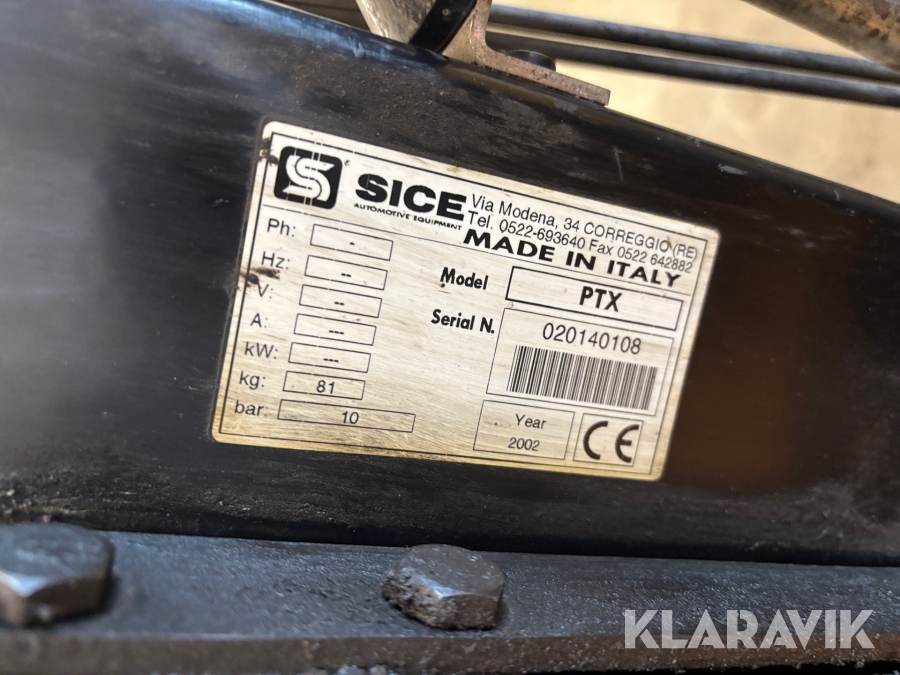 S
®
SICE
AUTOMOTIVE EQUIPMENT
Via Modena, 34 CORREGGIO (RE)
Tel. 0522-693640 Fax 0522 642882
MADE IN ITALY
Ph: -
Hz: --
V: --
A: ---
kW: ---
kg: 81
bar: 10
Model PTX
Serial N. 020140108
Year
2002
CE
KLARAVIK